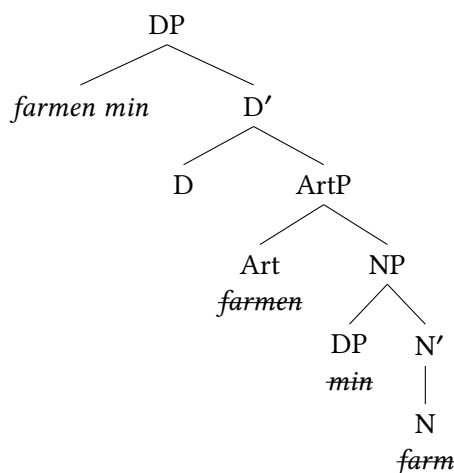 DP
farmen min D′
D ArtP
Art NP
farmen
DP N′
min
N
farm